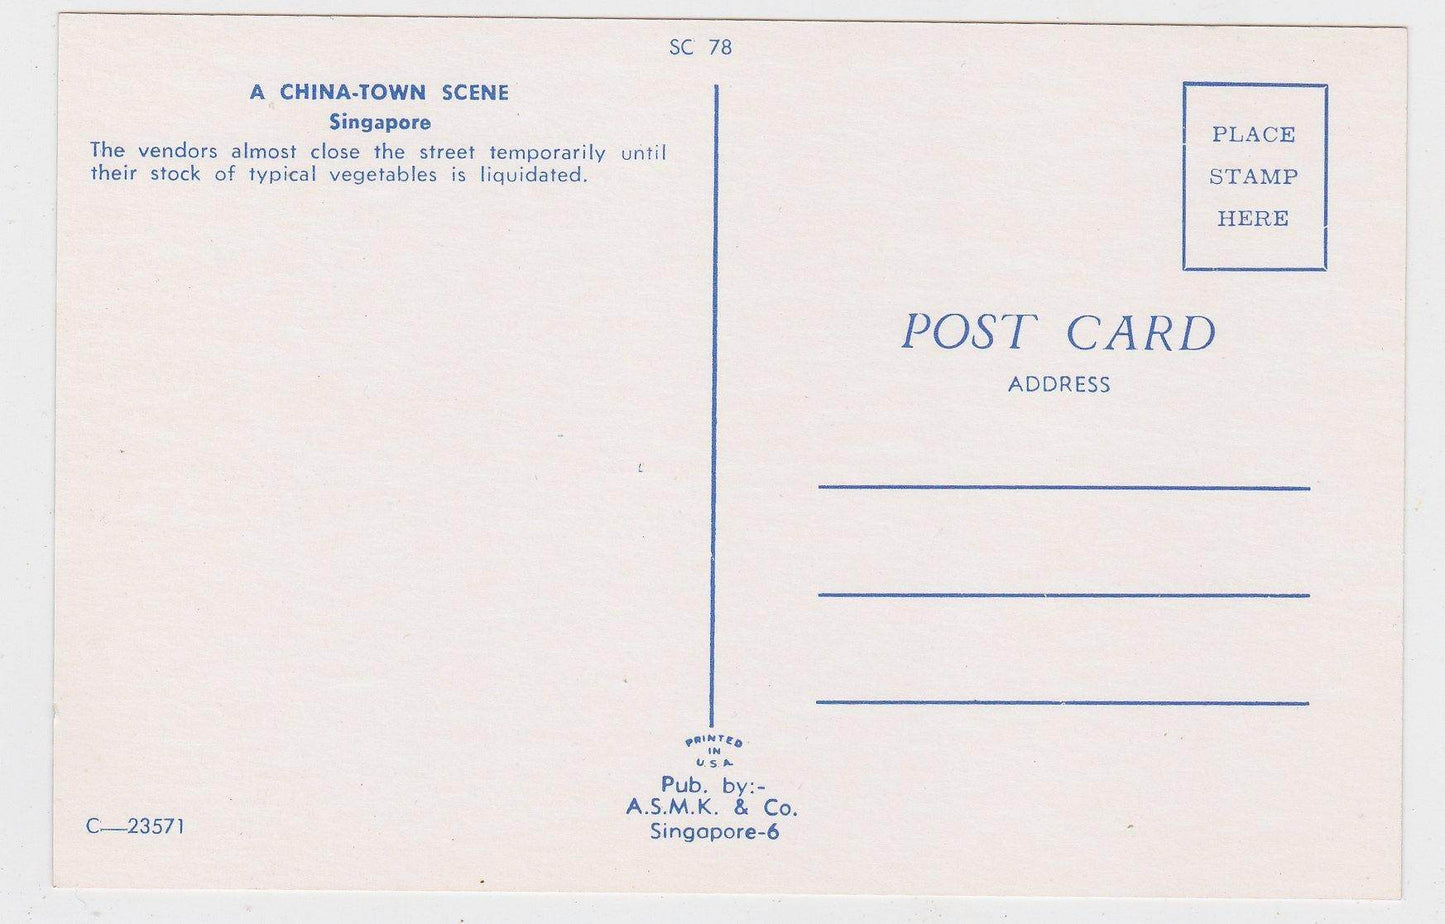 SC 78
A CHINA-TOWN SCENE
Singapore
The vendors almost close the street temporarily until
their stock of typical vegetables is liquidated.
PLACE
STAMP
HERE
POST CARD
ADDRESS
PRINTED
IN
U.S.A.
Pub. by:-
A.S.M.K. & Co.
Singapore-6
C—23571